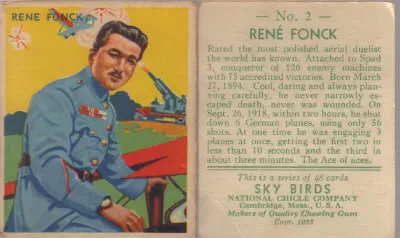 RENE FONCK
— No. 2 —
RENÉ FONCK
Rated the most polished aerial duelist
the world has known. Attached to Spad
3, conqueror of 126 enemy machines
with 75 accredited victories. Born March
27, 1894. Cool, daring and always plan-
ning carefully, he never narrowly es-
caped death, never was wounded. On
Sept. 26, 1918, within two hours, he shot
down 6 German planes, using only 56
shots. At one time he was engaging 3
planes at once, getting the first two in
less than 10 seconds and the third in
about three minutes. The Ace of aces.
This is a series of 48 cards
SKY BIRDS
NATIONAL CHICLE COMPANY
Cambridge, Mass., U. S. A.
Makers of Quality Chewing Gum
Copr. 1933